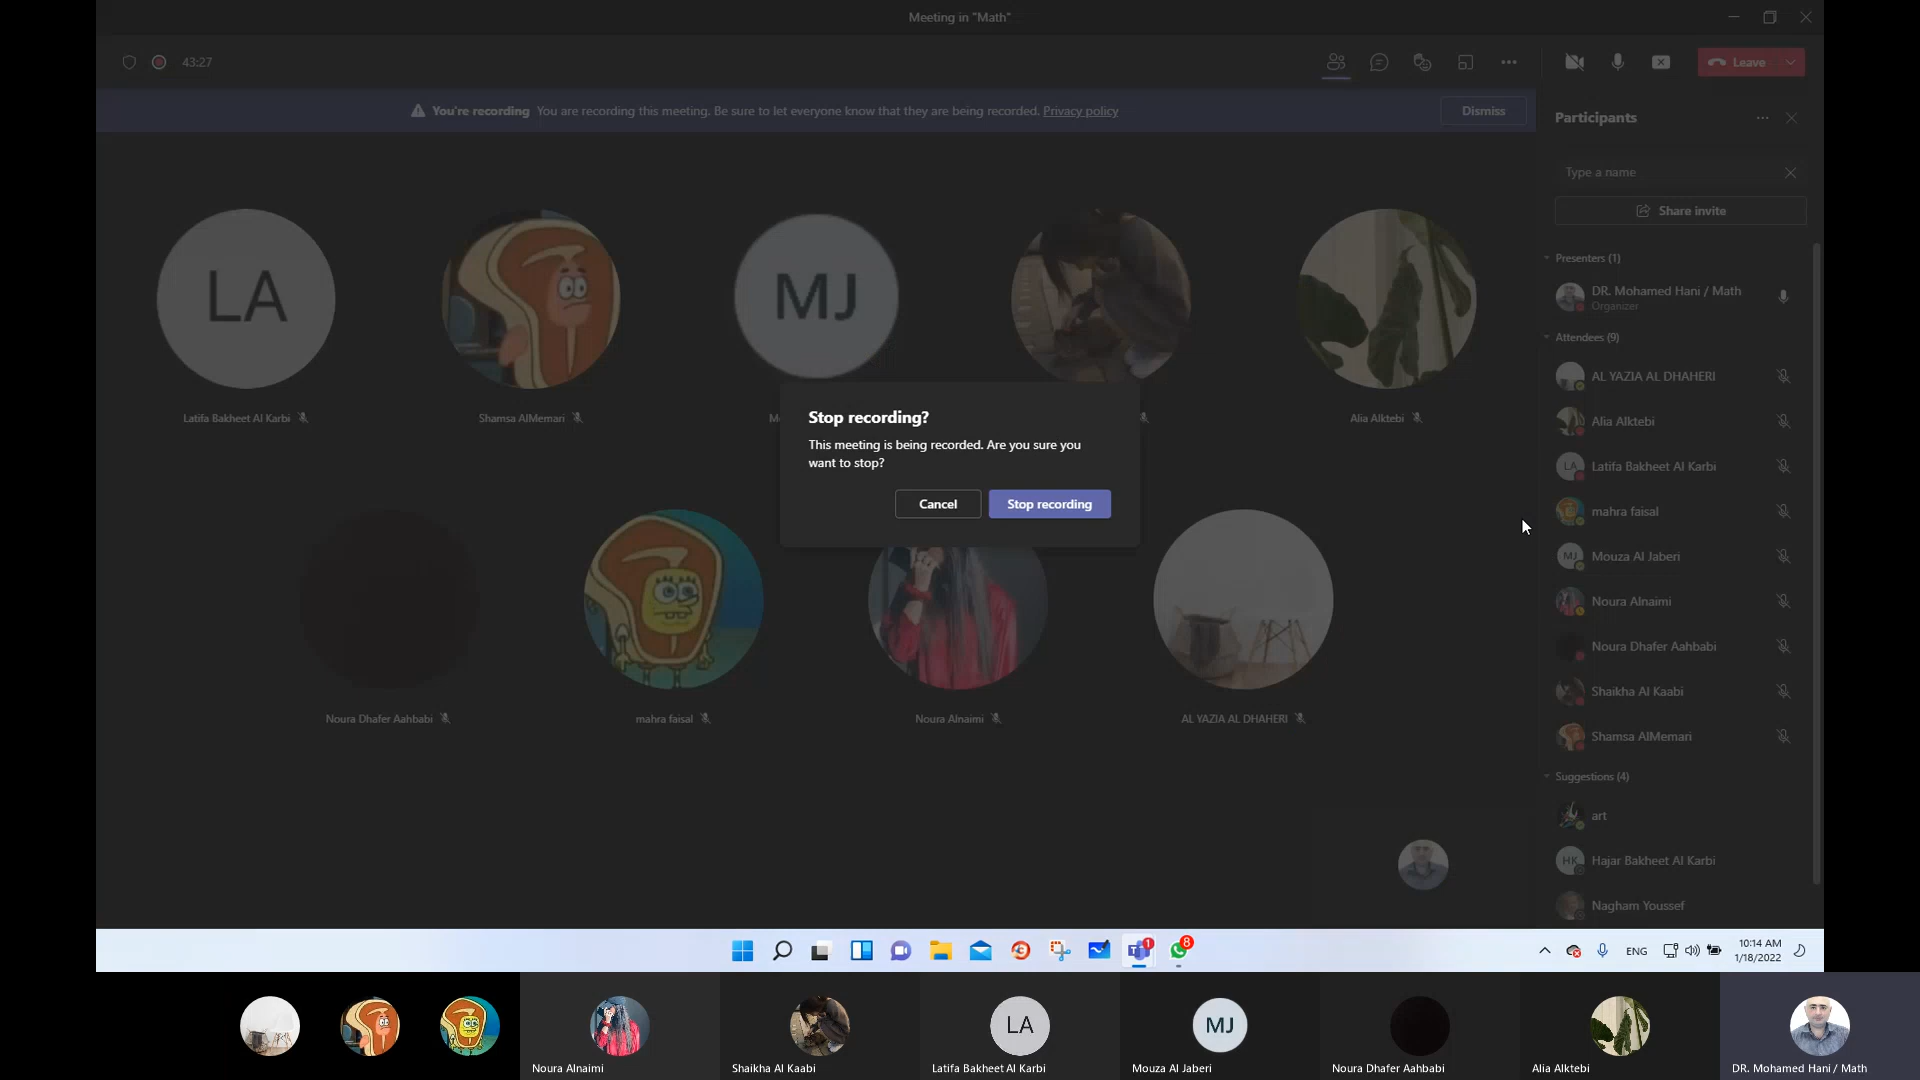 Meeting in "Math"
43:27
Leave
You're recording You are recording this meeting. Be sure to let everyone know that they are being recorded. Privacy policy
Dismiss
Participants
Type a name
Share invite
Presenters (1)
DR. Mohamed Hani / Math
Organizer
Attendees (9)
AL YAZIA AL DHAHERI
Alia Alktebi
Latifa Bakheet Al Karbi
mahra faisal
Mouza Al Jaberi
Noura Alnaimi
Noura Dhafer Aahbabi
Shaikha Al Kaabi
Shamsa AlMemari
Suggestions (4)
art
HK Hajar Bakheet Al Karbi
Nagham Youssef
LA
MJ
Latifa Bakheet Al Karbi
Shamsa AlMemari
Alia Alktebi
Stop recording?
This meeting is being recorded. Are you sure you
want to stop?
Cancel
Stop recording
Noura Dhafer Aahbabi
mahra faisal
Noura Alnaimi
AL YAZIA AL DHAHERI
1
8
ENG
10:14 AM
1/18/2022
LA
MJ
Noura Alnaimi
Shaikha Al Kaabi
Latifa Bakheet Al Karbi
Mouza Al Jaberi
Noura Dhafer Aahbabi
Alia Alktebi
DR. Mohamed Hani / Math